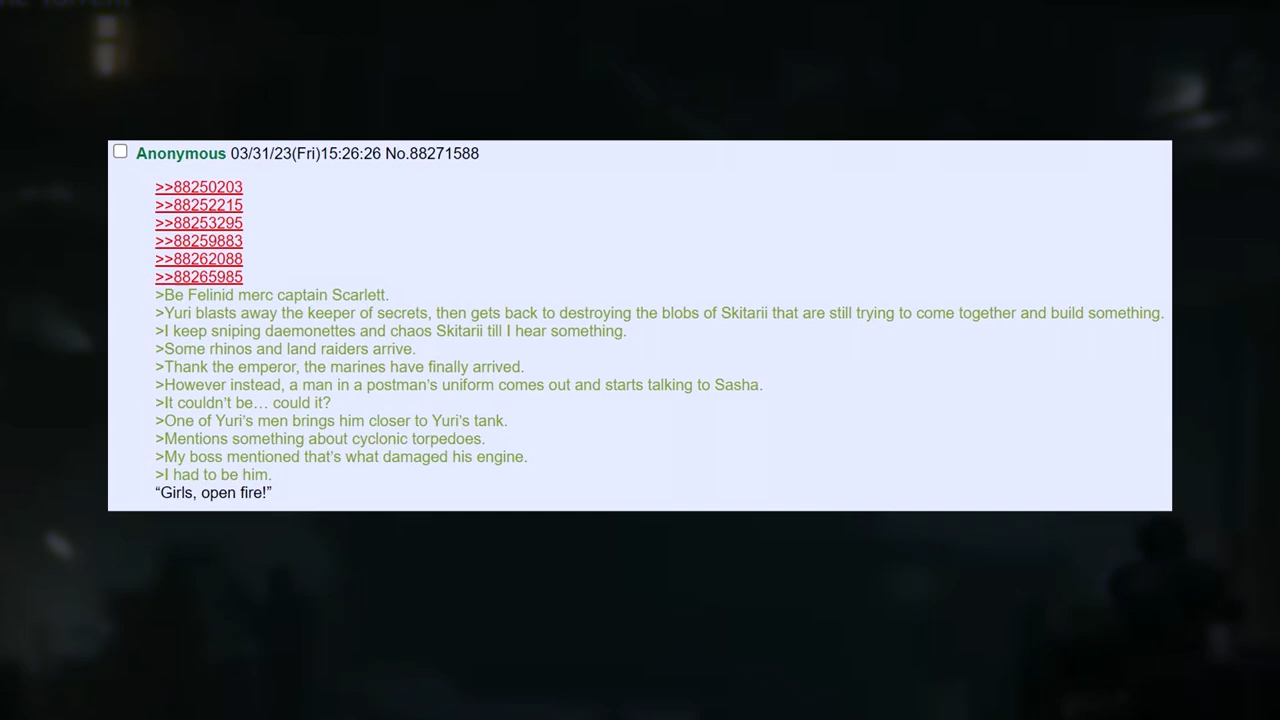 Anonymous 03/31/23(Fri)15:26:26 No.88271588
>>88250203
>>88252215
>>88253295
>>88259883
>>88262088
>>88265985
>Be Felinid merc captain Scarlett.
>Yuri blasts away the keeper of secrets, then gets back to destroying the blobs of Skitarii that are still trying to come together and build something.
>I keep sniping daemonettes and chaos Skitarii till I hear something.
>Some rhinos and land raiders arrive.
>Thank the emperor, the marines have finally arrived.
>However instead, a man in a postman's uniform comes out and starts talking to Sasha.
>It couldn't be… could it?
>One of Yuri's men brings him closer to Yuri's tank.
>Mentions something about cyclonic torpedoes.
>My boss mentioned that's what damaged his engine.
>I had to be him.
“Girls, open fire!”